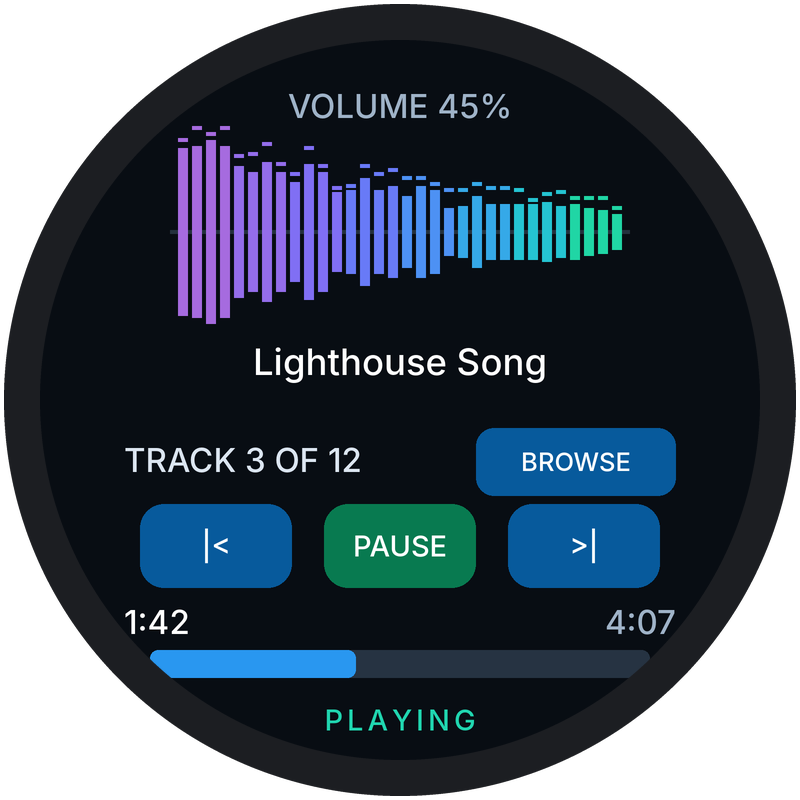 VOLUME 45%
Lighthouse Song
TRACK 3 OF 12 BROWSE
|< PAUSE >|
1:42 4:07
PLAYING